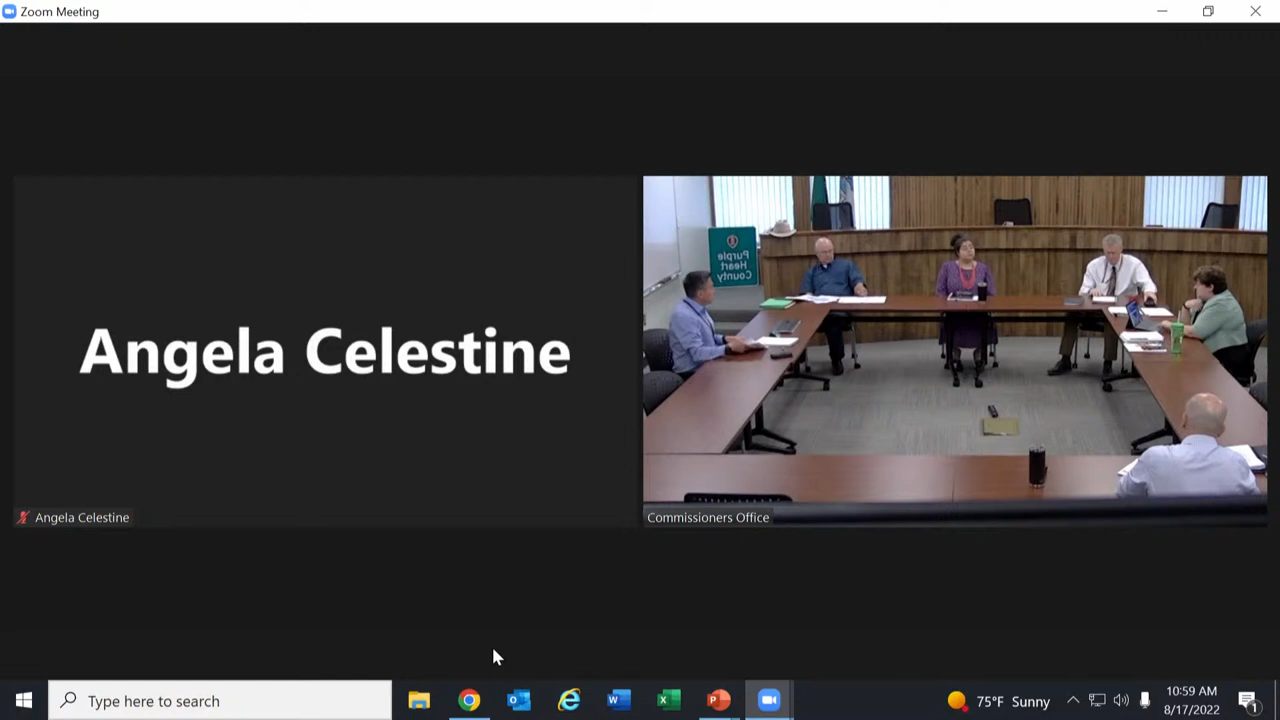 Zoom Meeting
Angela Celestine
Angela Celestine
Purple
Heart
County
Commissioners Office
Type here to search
75°F Sunny
10:59 AM
8/17/2022
1